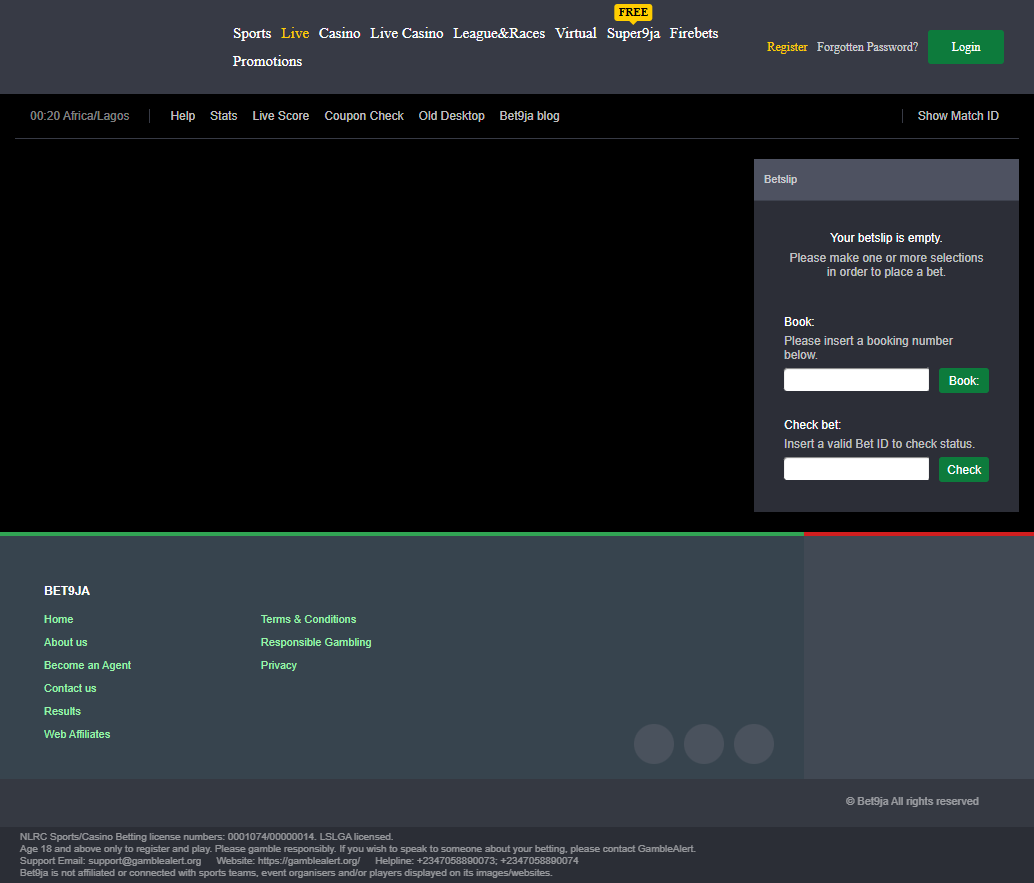 FREE
Sports Live Casino Live Casino League&Races Virtual Super9ja Firebets
Promotions
Register Forgotten Password? Login
00:20 Africa/Lagos Help Stats Live Score Coupon Check Old Desktop Bet9ja blog Show Match ID
Betslip
Your betslip is empty.
Please make one or more selections
in order to place a bet.
Book:
Please insert a booking number
below.
Book:
Check bet:
Insert a valid Bet ID to check status.
Check
BET9JA
Home Terms & Conditions
About us Responsible Gambling
Become an Agent Privacy
Contact us
Results
Web Affiliates
© Bet9ja All rights reserved
NLRC Sports/Casino Betting license numbers: 0001074/00000014. LSLGA licensed.
Age 18 and above only to register and play. Please gamble responsibly. If you wish to speak to someone about your betting, please contact GambleAlert.
Support Email: support@gamblealert.org Website: https://gamblealert.org/ Helpline: +2347058890073; +2347058890074
Bet9ja is not affiliated or connected with sports teams, event organisers and/or players displayed on its images/websites.